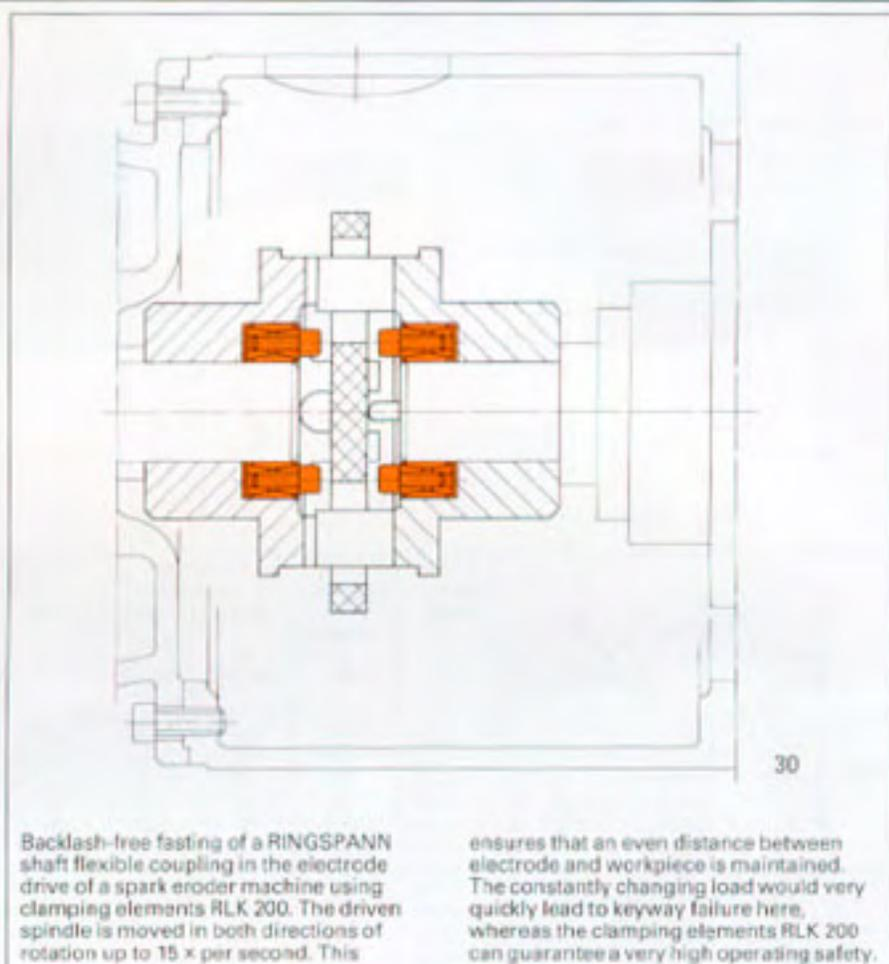 30
Backlash-free fasting of a RINGSPANN
shaft flexible coupling in the electrode
drive of a spark eroder machine using
clamping elements RLK 200. The driven
spindle is moved in both directions of
rotation up to 15 x per second. This
ensures that an even distance between
electrode and workpiece is maintained.
The constantly changing load would very
quickly lead to keyway failure here,
whereas the clamping elements RLK 200
can guarantee a very high operating safety.